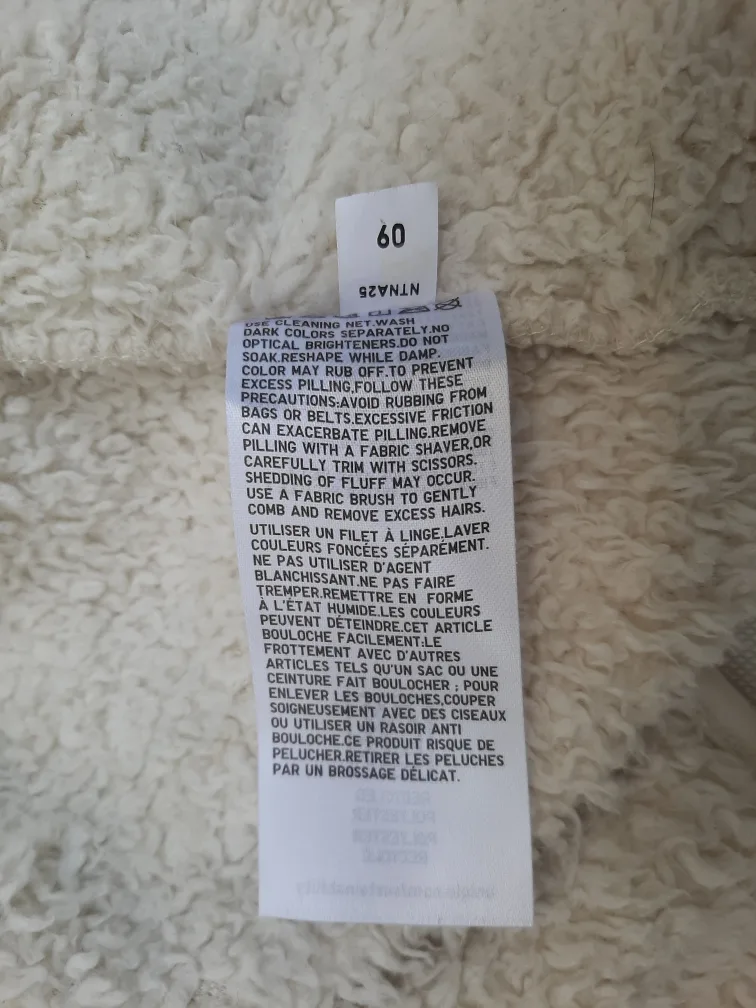 NTNA25
09
USE CLEANING NET.WASH
DARK COLORS SEPARATELY.NO
OPTICAL BRIGHTENERS.DO NOT
SOAK.RESHAPE WHILE DAMP.
COLOR MAY RUB OFF.TO PREVENT
EXCESS PILLING,FOLLOW THESE
PRECAUTIONS:AVOID RUBBING FROM
BAGS OR BELTS.EXCESSIVE FRICTION
CAN EXACERBATE PILLING.REMOVE
PILLING WITH A FABRIC SHAVER,OR
CAREFULLY TRIM WITH SCISSORS.
SHEDDING OF FLUFF MAY OCCUR.
USE A FABRIC BRUSH TO GENTLY
COMB AND REMOVE EXCESS HAIRS.
UTILISER UN FILET À LINGE,LAVER
COULEURS FONCÉES SÉPARÉMENT.
NE PAS UTILISER D'AGENT
BLANCHISSANT.NE PAS FAIRE
TREMPER.REMETTRE EN FORME
À L'ÉTAT HUMIDE.LES COULEURS
PEUVENT DÉTEINDRE.CET ARTICLE
BOULOCHE FACILEMENT:LE
FROTTEMENT AVEC D'AUTRES
ARTICLES TELS QU'UN SAC OU UNE
CEINTURE FAIT BOULOCHER ; POUR
ENLEVER LES BOULOCHES,COUPER
SOIGNEUSEMENT AVEC DES CISEAUX
OU UTILISER UN RASOIR ANTI
BOULOCHE.CE PRODUIT RISQUE DE
PELUCHER.RETIRER LES PELUCHES
PAR UN BROSSAGE DÉLICAT.